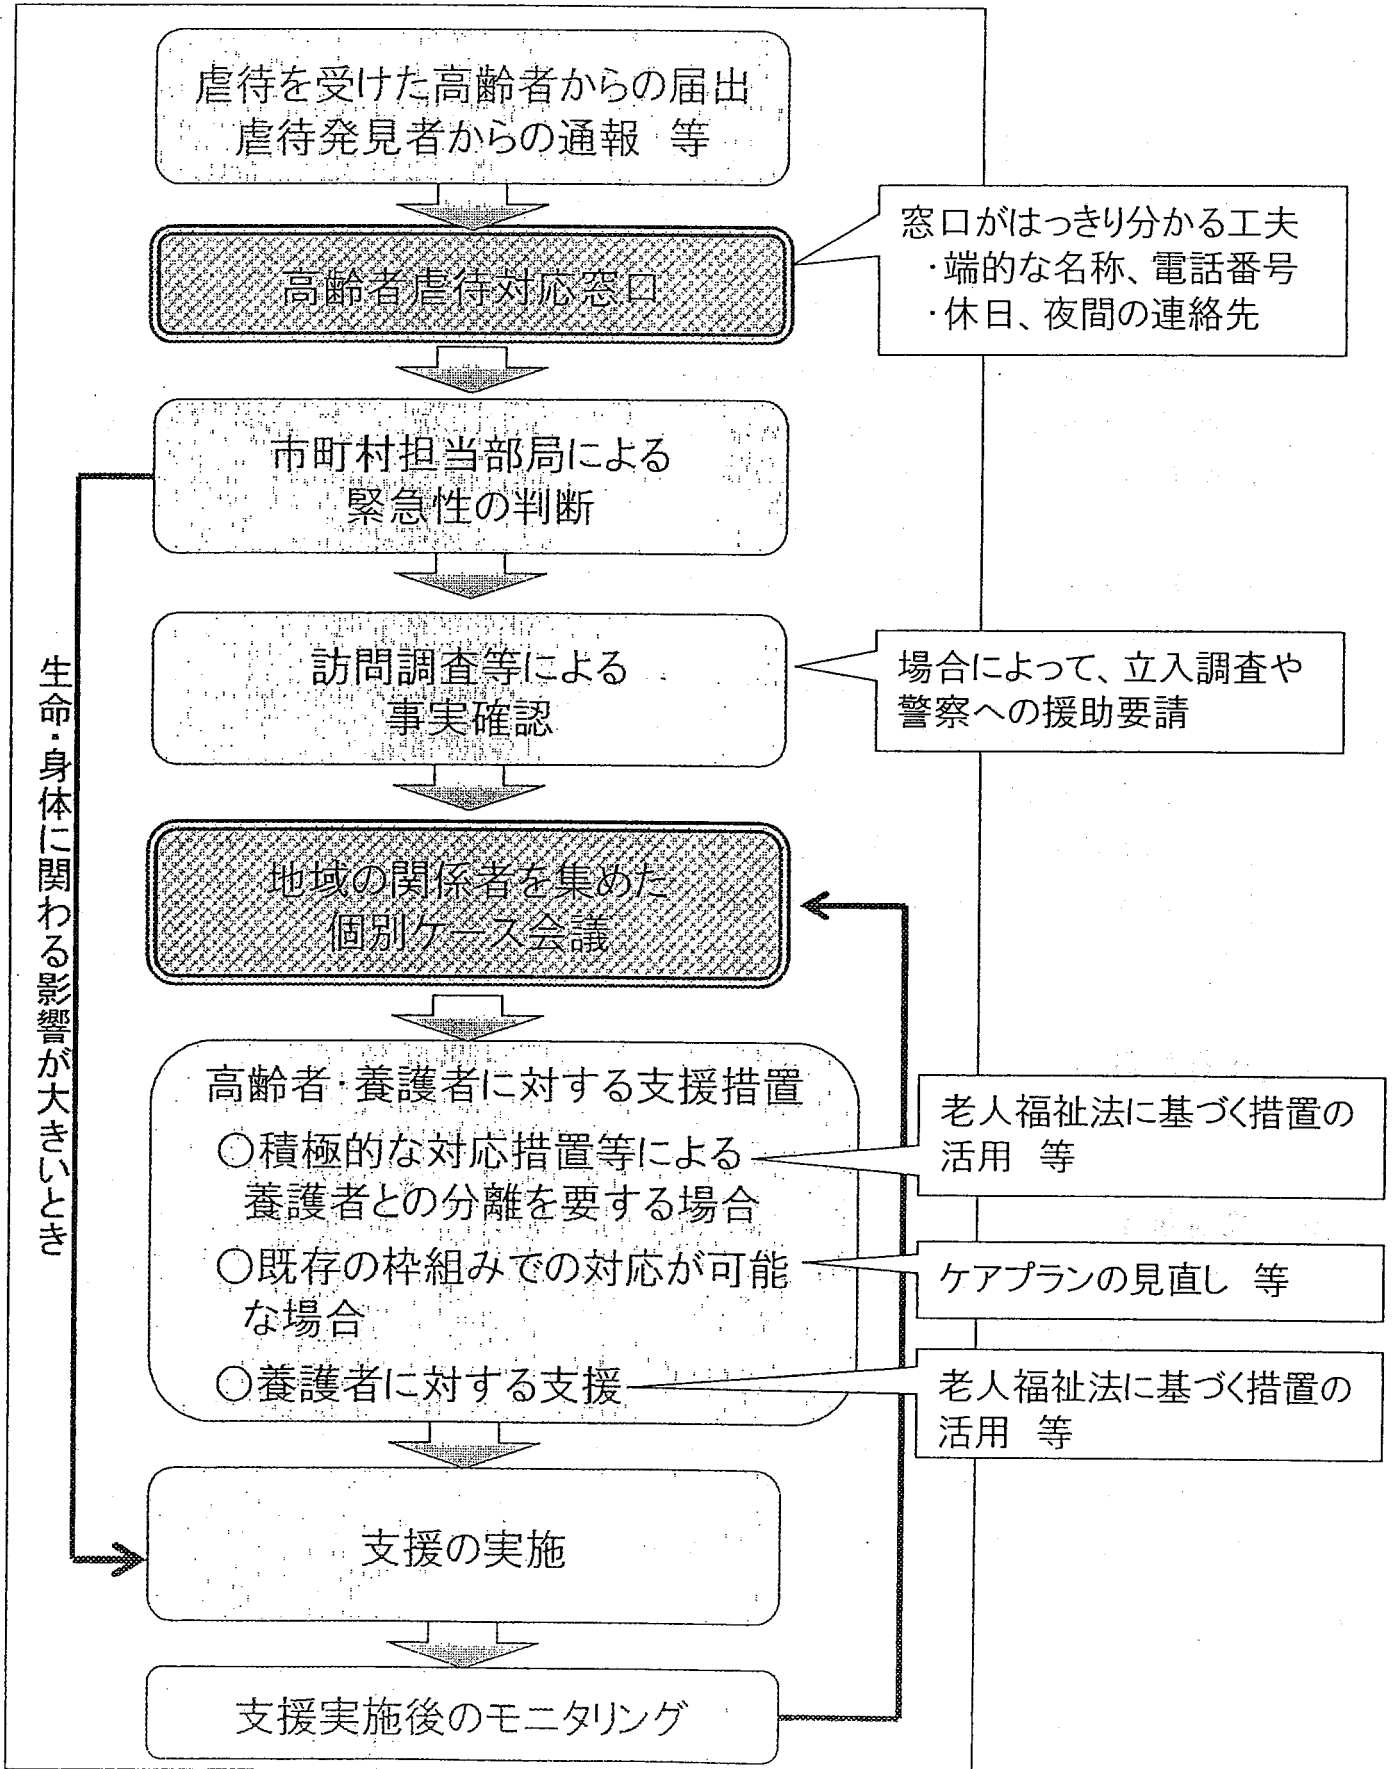 虐待を受けた高齢者からの届出
虐待発見者からの通報　等
高齢者虐待対応窓口
窓口がはっきり分かる工夫
・端的な名称、電話番号
・休日、夜間の連絡先
市町村担当部局による
緊急性の判断
訪問調査等による
事実確認
場合によって、立入調査や
警察への援助要請
生命・身体に関わる影響が大きいとき
地域の関係者を集めた
個別ケース会議
高齢者・養護者に対する支援措置
○積極的な対応措置等による
養護者との分離を要する場合
老人福祉法に基づく措置の
活用　等
○既存の枠組みでの対応が可能
な場合
ケアプランの見直し　等
○養護者に対する支援
老人福祉法に基づく措置の
活用　等
支援の実施
支援実施後のモニタリング